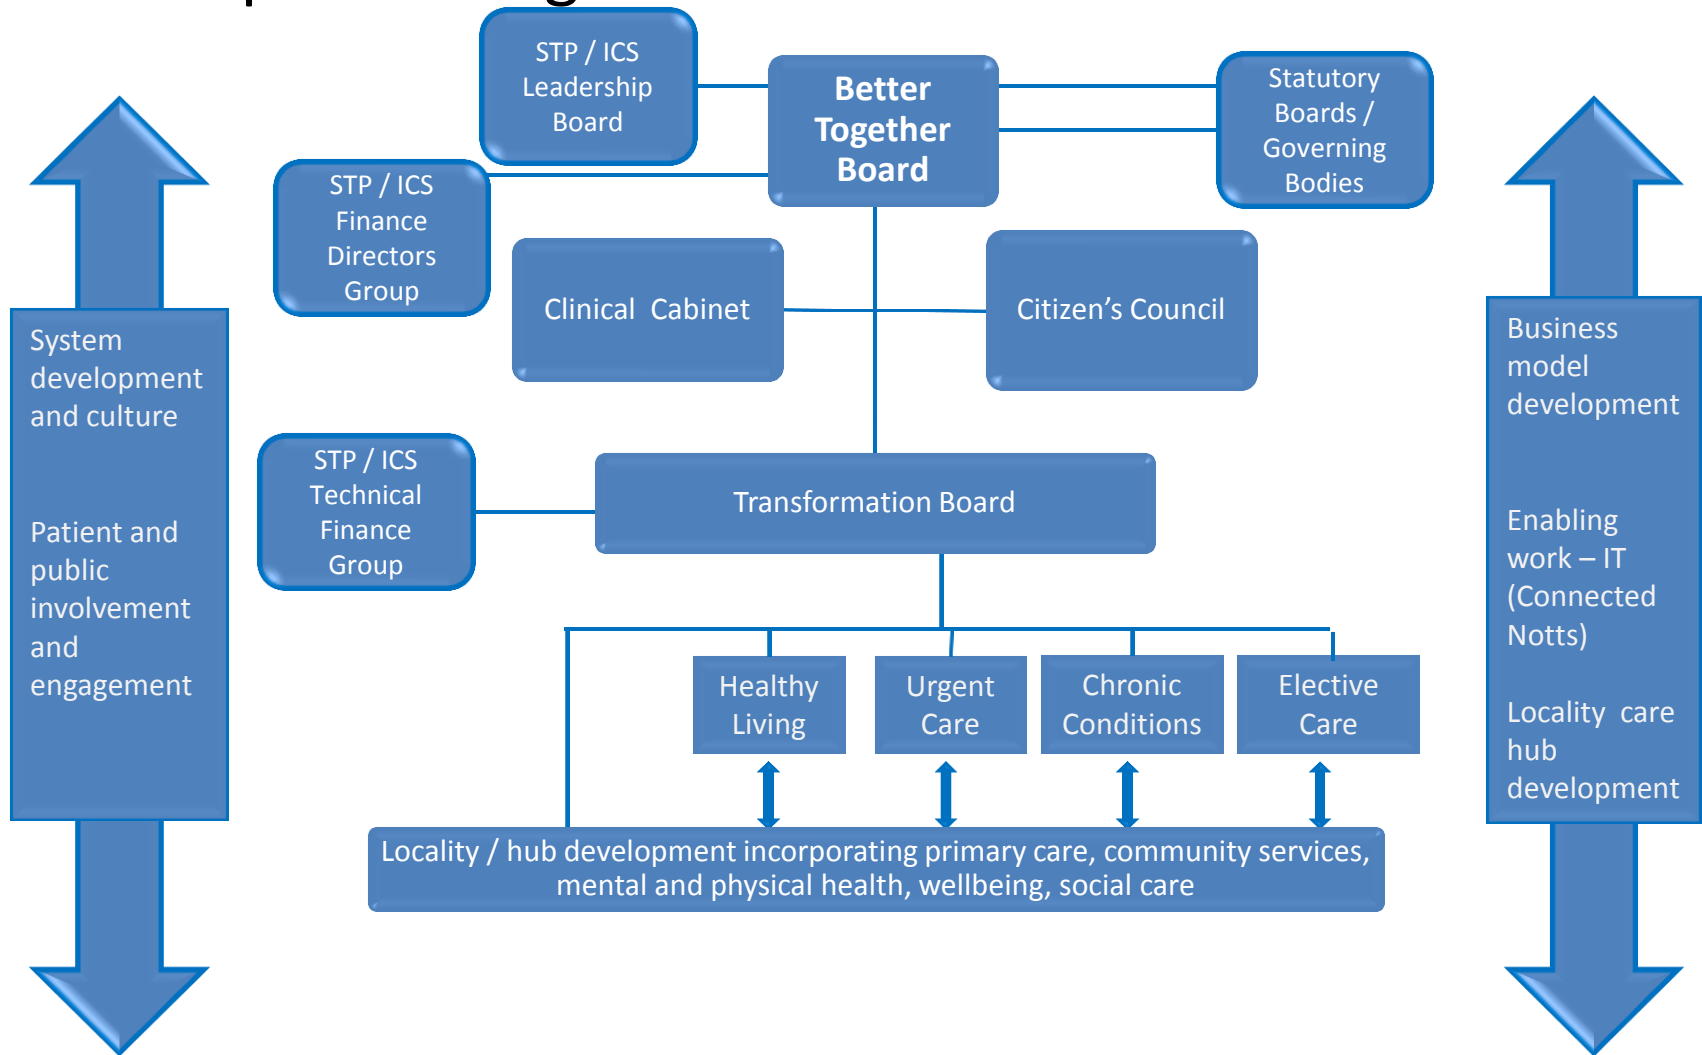 STP / ICS
Leadership
Board
Better
Together
Board
Statutory
Boards /
Governing
Bodies
STP / ICS
Finance
Directors
Group
Clinical Cabinet
Citizen’s Council
System
development
and culture
Patient and
public
involvement
and
engagement
Business
model
development
Enabling
work – IT
(Connected
Notts)
Locality care
hub
development
STP / ICS
Technical
Finance
Group
Transformation Board
Healthy
Living
Urgent
Care
Chronic
Conditions
Elective
Care
Locality / hub development incorporating primary care, community services,
mental and physical health, wellbeing, social care